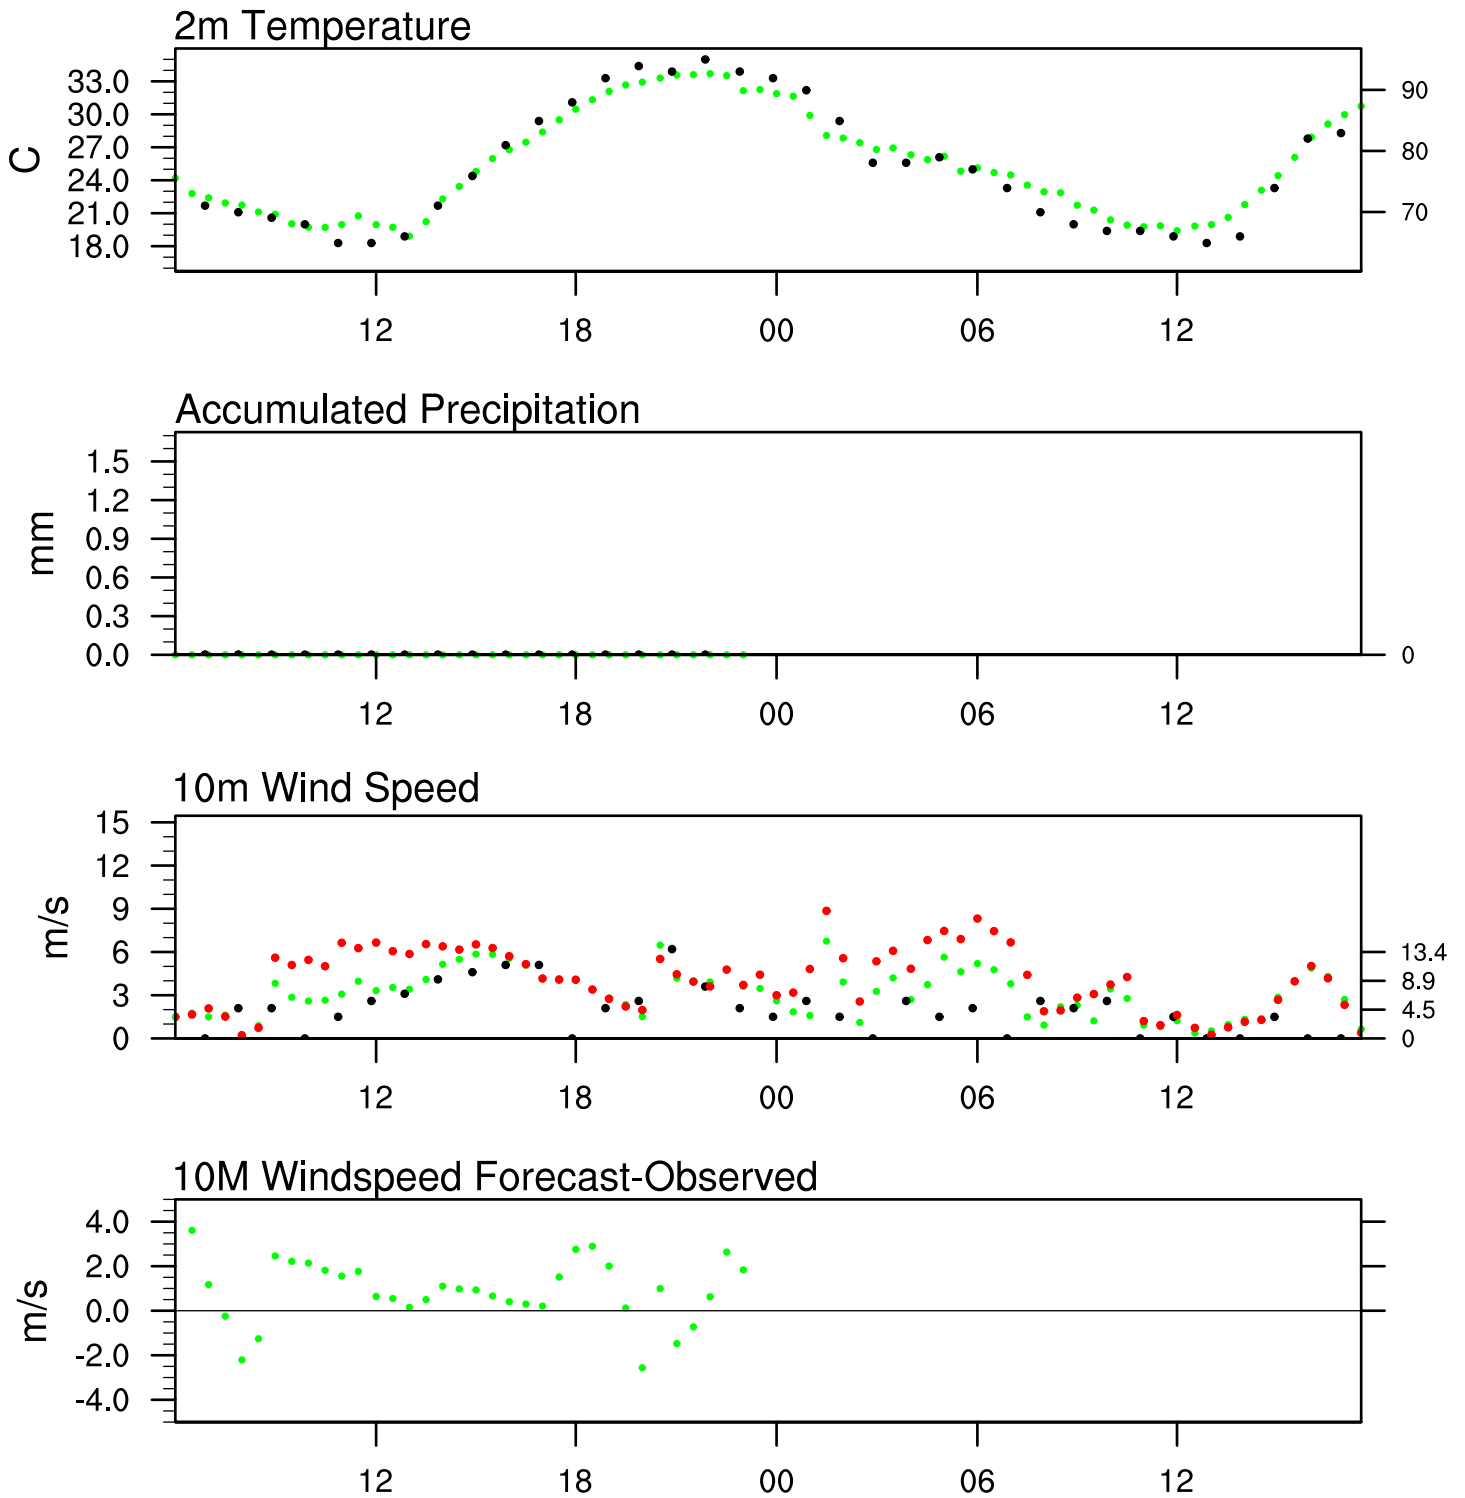 2m Temperature
C
33.0
30.0
27.0
24.0
21.0
18.0
90
80
70
12 18 00 06 12
Accumulated Precipitation
mm
1.5
1.2
0.9
0.6
0.3
0.0
0
12 18 00 06 12
10m Wind Speed
m/s
15
12
9
6
3
0
13.4
8.9
4.5
0
12 18 00 06 12
10M Windspeed Forecast-Observed
m/s
4.0
2.0
0.0
-2.0
-4.0
12 18 00 06 12